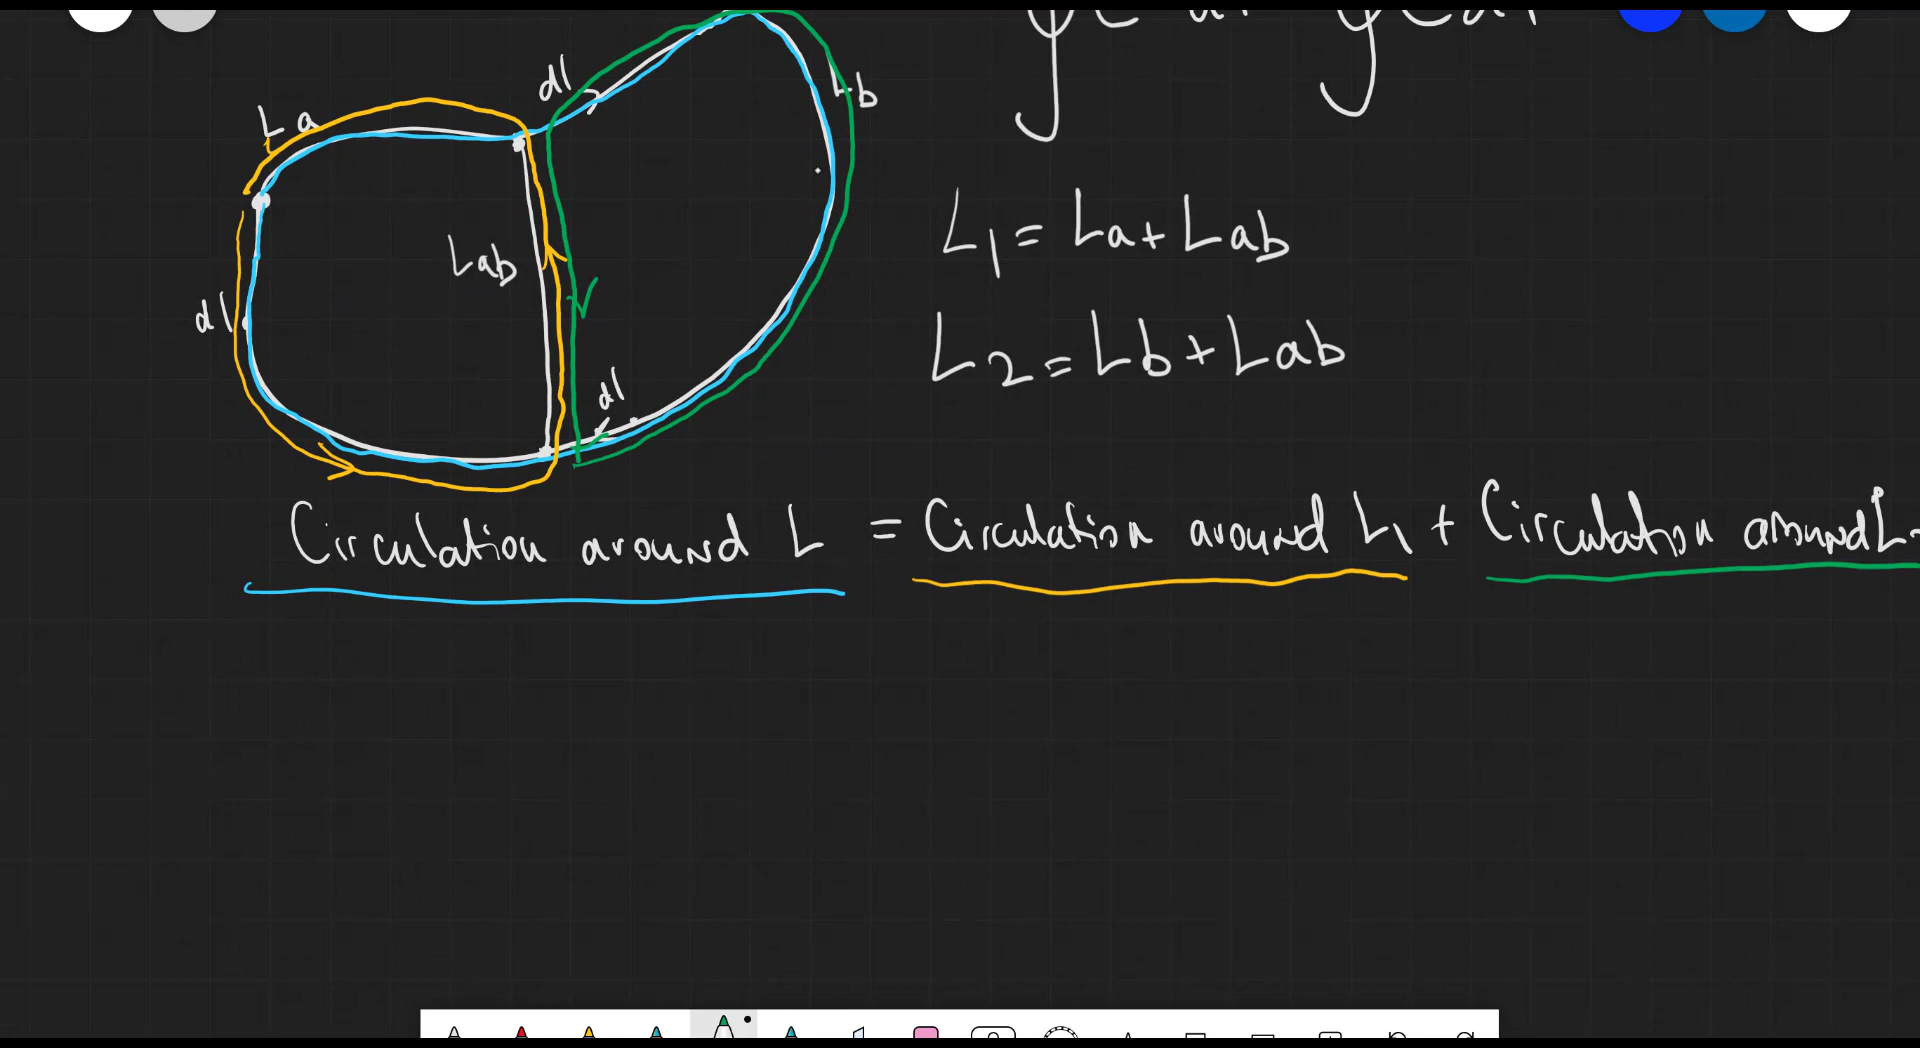 dl
Lb
La
L1 = La + Lab
Lab
dl
L2 = Lb + Lab
dl
Circulation around L = Circulation around L1 + Circulation around L